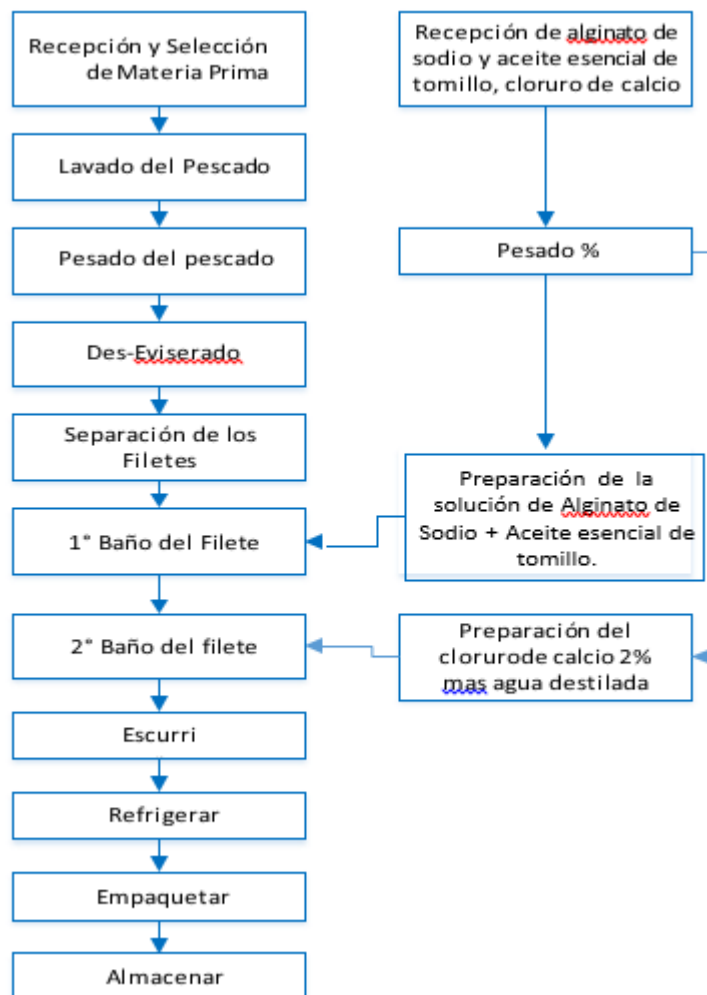 Recepción y Selección
de Materia Prima
Lavado del Pescado
Pesado del pescado
Des-Eviserado
Separación de los
Filetes
1° Baño del Filete
2° Baño del filete
Escurri
Refrigerar
Empaquetar
Almacenar
Recepción de alginato de
sodio y aceite esencial de
tomillo, cloruro de calcio
Pesado %
Preparación de la
solución de Alginato de
Sodio + Aceite esencial de
tomillo.
Preparación del
clorurode calcio 2%
mas agua destilada